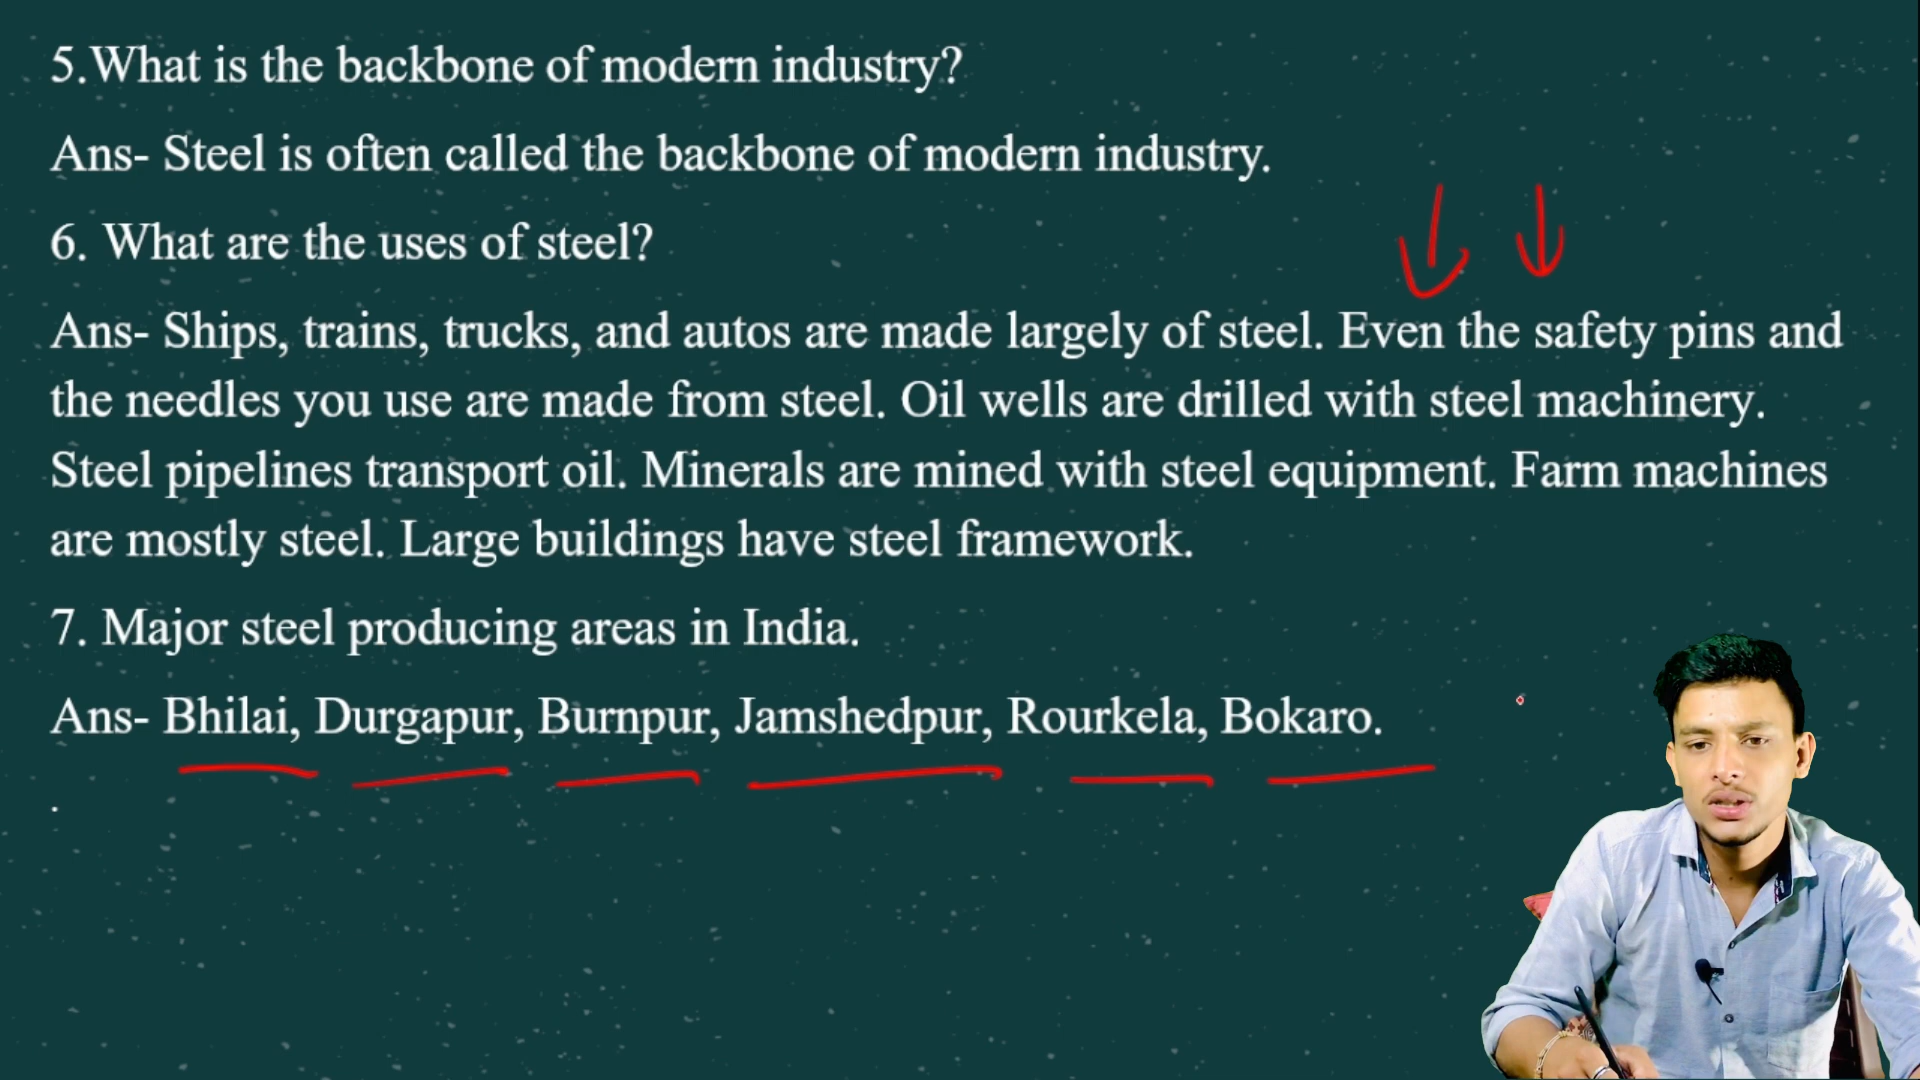 5.What is the backbone of modern industry?
Ans- Steel is often called the backbone of modern industry.
6. What are the uses of steel?
Ans- Ships, trains, trucks, and autos are made largely of steel. Even the safety pins and
the needles you use are made from steel. Oil wells are drilled with steel machinery.
Steel pipelines transport oil. Minerals are mined with steel equipment. Farm machines
are mostly steel. Large buildings have steel framework.
7. Major steel producing areas in India.
Ans- Bhilai, Durgapur, Burnpur, Jamshedpur, Rourkela, Bokaro.
.